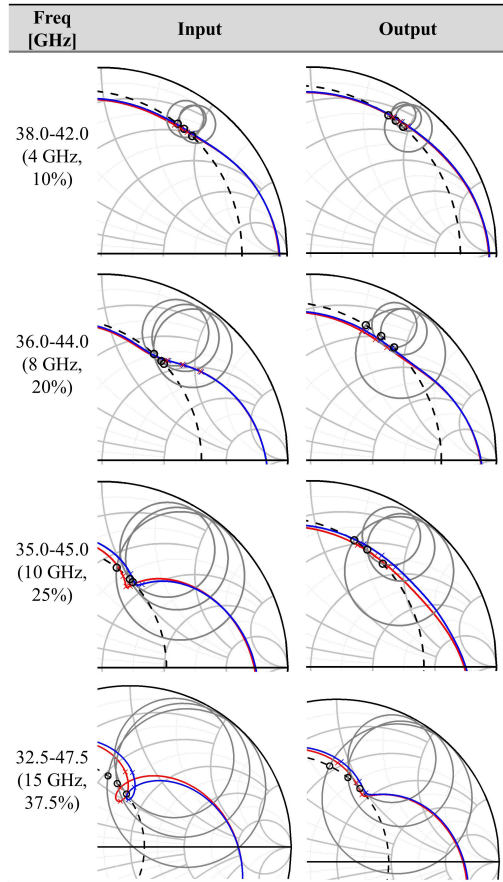 Freq
[GHz]
Input
Output
38.0-42.0
(4 GHz,
10%)
36.0-44.0
(8 GHz,
20%)
35.0-45.0
(10 GHz,
25%)
32.5-47.5
(15 GHz,
37.5%)